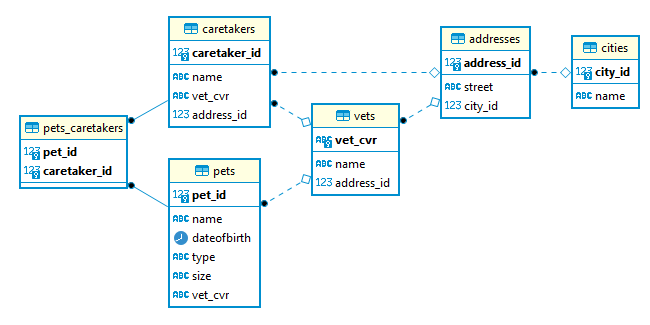 caretakers
123 caretaker_id
ABC name
ABC vet_cvr
123 address_id
addresses
123 address_id
ABC street
123 city_id
cities
123 city_id
ABC name
pets_caretakers
123 pet_id
123 caretaker_id
vets
ABC vet_cvr
ABC name
123 address_id
pets
123 pet_id
ABC name
dateofbirth
ABC type
ABC size
ABC vet_cvr